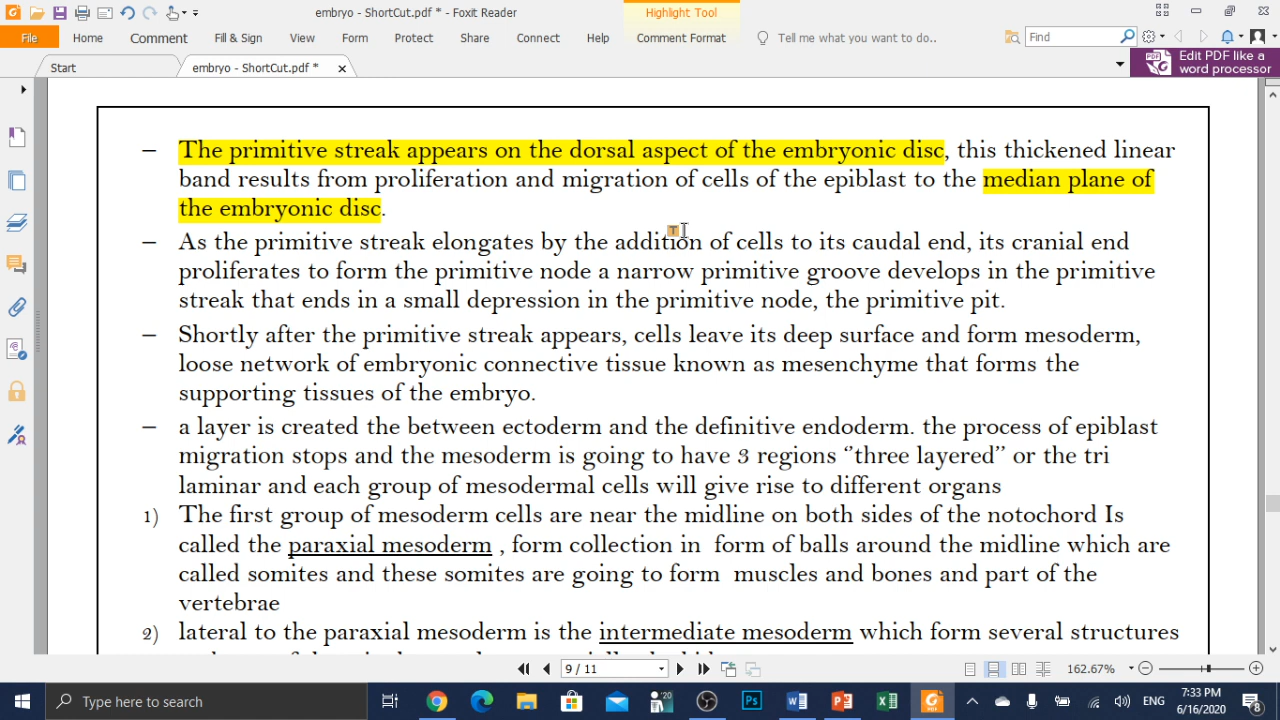 embryo - ShortCut.pdf * - Foxit Reader
Highlight Tool
File Home Comment Fill & Sign View Form Protect Share Connect Help Comment Format Tell me what you want to do.. Find
Start embryo - ShortCut.pdf *
Edit PDF like a
word processor
– The primitive streak appears on the dorsal aspect of the embryonic disc, this thickened linear
band results from proliferation and migration of cells of the epiblast to the median plane of
the embryonic disc.
– As the primitive streak elongates by the addition of cells to its caudal end, its cranial end
proliferates to form the primitive node a narrow primitive groove develops in the primitive
streak that ends in a small depression in the primitive node, the primitive pit.
– Shortly after the primitive streak appears, cells leave its deep surface and form mesoderm,
loose network of embryonic connective tissue known as mesenchyme that forms the
supporting tissues of the embryo.
– a layer is created the between ectoderm and the definitive endoderm. the process of epiblast
migration stops and the mesoderm is going to have 3 regions ‘’three layered’’ or the tri
laminar and each group of mesodermal cells will give rise to different organs
1) The first group of mesoderm cells are near the midline on both sides of the notochord Is
called the paraxial mesoderm , form collection in form of balls around the midline which are
called somites and these somites are going to form muscles and bones and part of the
vertebrae
2) lateral to the paraxial mesoderm is the intermediate mesoderm which form several structures
9 / 11
162.67%
Type here to search
ENG
7:33 PM
6/16/2020
8